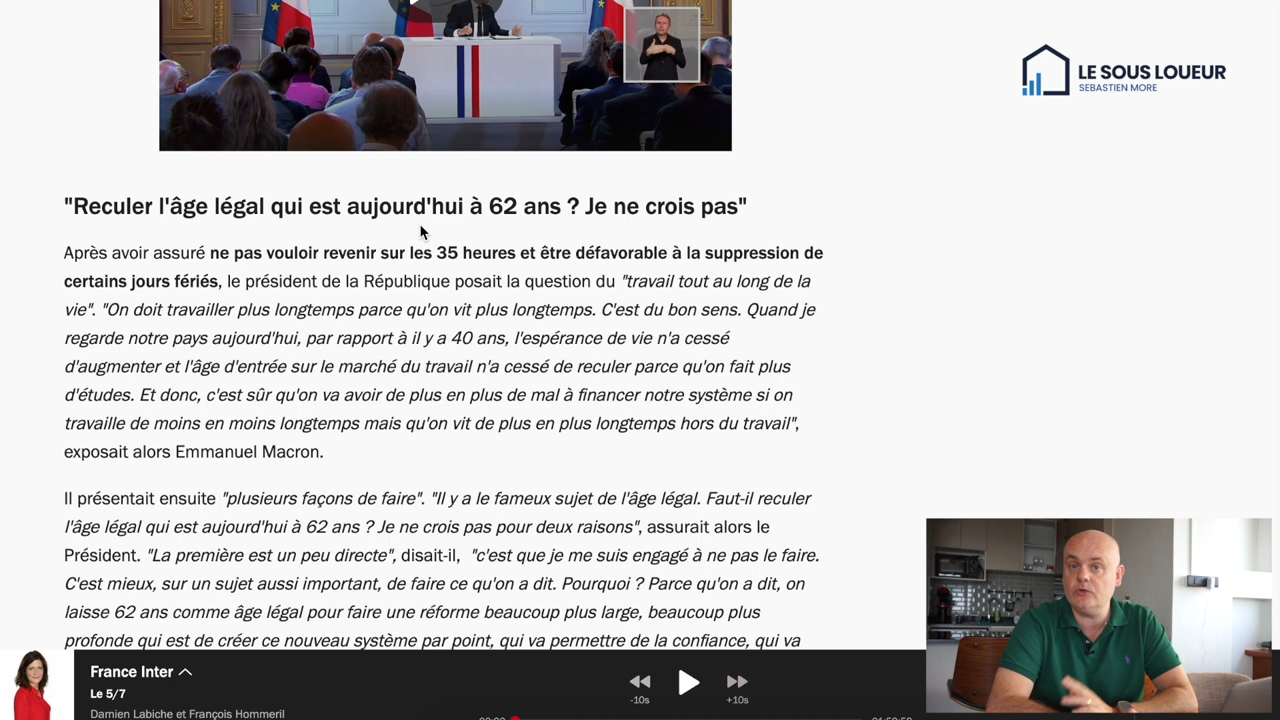 LE SOUS LOUEUR
SEBASTIEN MORE
"Reculer l'âge légal qui est aujourd'hui à 62 ans ? Je ne crois pas"
Après avoir assuré ne pas vouloir revenir sur les 35 heures et être défavorable à la suppression de
certains jours fériés, le président de la République posait la question du "travail tout au long de la
vie". "On doit travailler plus longtemps parce qu'on vit plus longtemps. C'est du bon sens. Quand je
regarde notre pays aujourd'hui, par rapport à il y a 40 ans, l'espérance de vie n'a cessé
d'augmenter et l'âge d'entrée sur le marché du travail n'a cessé de reculer parce qu'on fait plus
d'études. Et donc, c'est sûr qu'on va avoir de plus en plus de mal à financer notre système si on
travaille de moins en moins longtemps mais qu'on vit de plus en plus longtemps hors du travail",
exposait alors Emmanuel Macron.
Il présentait ensuite "plusieurs façons de faire". "Il y a le fameux sujet de l'âge légal. Faut-il reculer
l'âge légal qui est aujourd'hui à 62 ans ? Je ne crois pas pour deux raisons", assurait alors le
Président. "La première est un peu directe", disait-il, "c'est que je me suis engagé à ne pas le faire.
C'est mieux, sur un sujet aussi important, de faire ce qu'on a dit. Pourquoi ? Parce qu'on a dit, on
laisse 62 ans comme âge légal pour faire une réforme beaucoup plus large, beaucoup plus
profonde qui est de créer ce nouveau système par point, qui va permettre de la confiance, qui va
France Inter
Le 5/7
Damien Labiche et François Hommeril
-10s
+10s